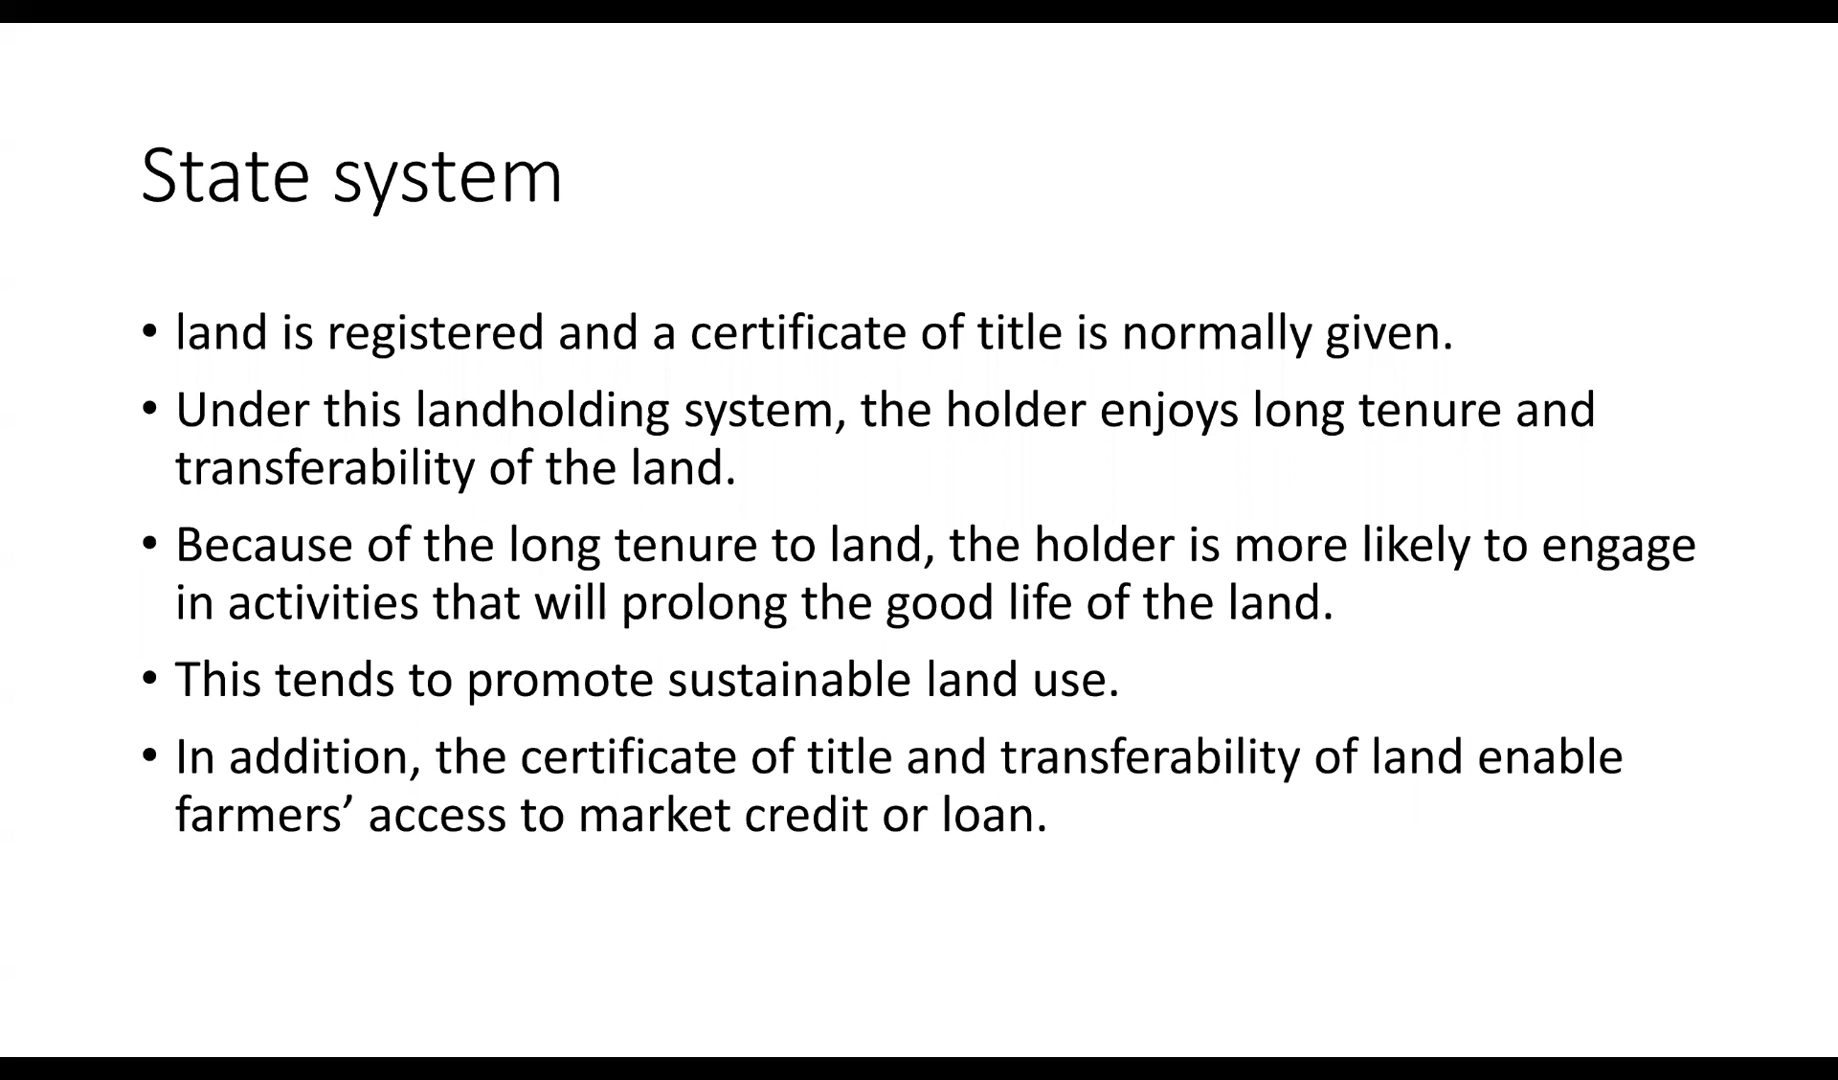 State system
• land is registered and a certificate of title is normally given.
• Under this landholding system, the holder enjoys long tenure and
transferability of the land.
• Because of the long tenure to land, the holder is more likely to engage
in activities that will prolong the good life of the land.
• This tends to promote sustainable land use.
• In addition, the certificate of title and transferability of land enable
farmers’ access to market credit or loan.